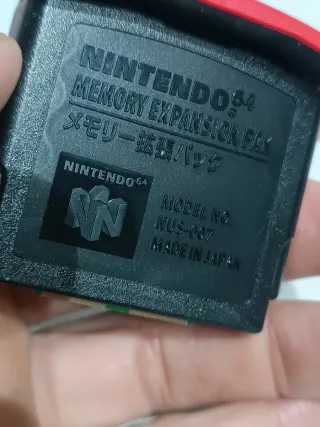 NINTENDO64
MEMORY EXPANSION PAK
メモリー拡張パック
NINTENDO64
MODEL NO.
NUS-007
MADE IN JAPAN